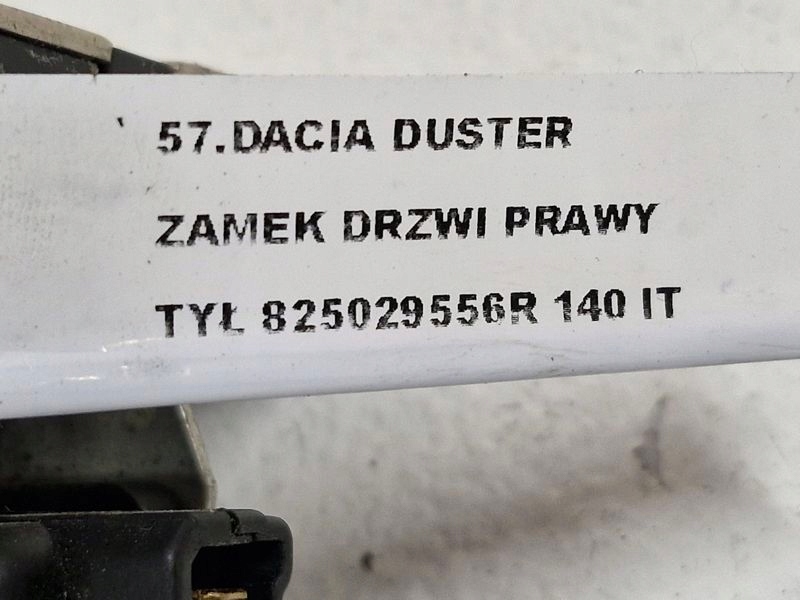 57.DACIA DUSTER
ZAMEK DRZWI PRAWY
TYŁ 825029556R 140 IT